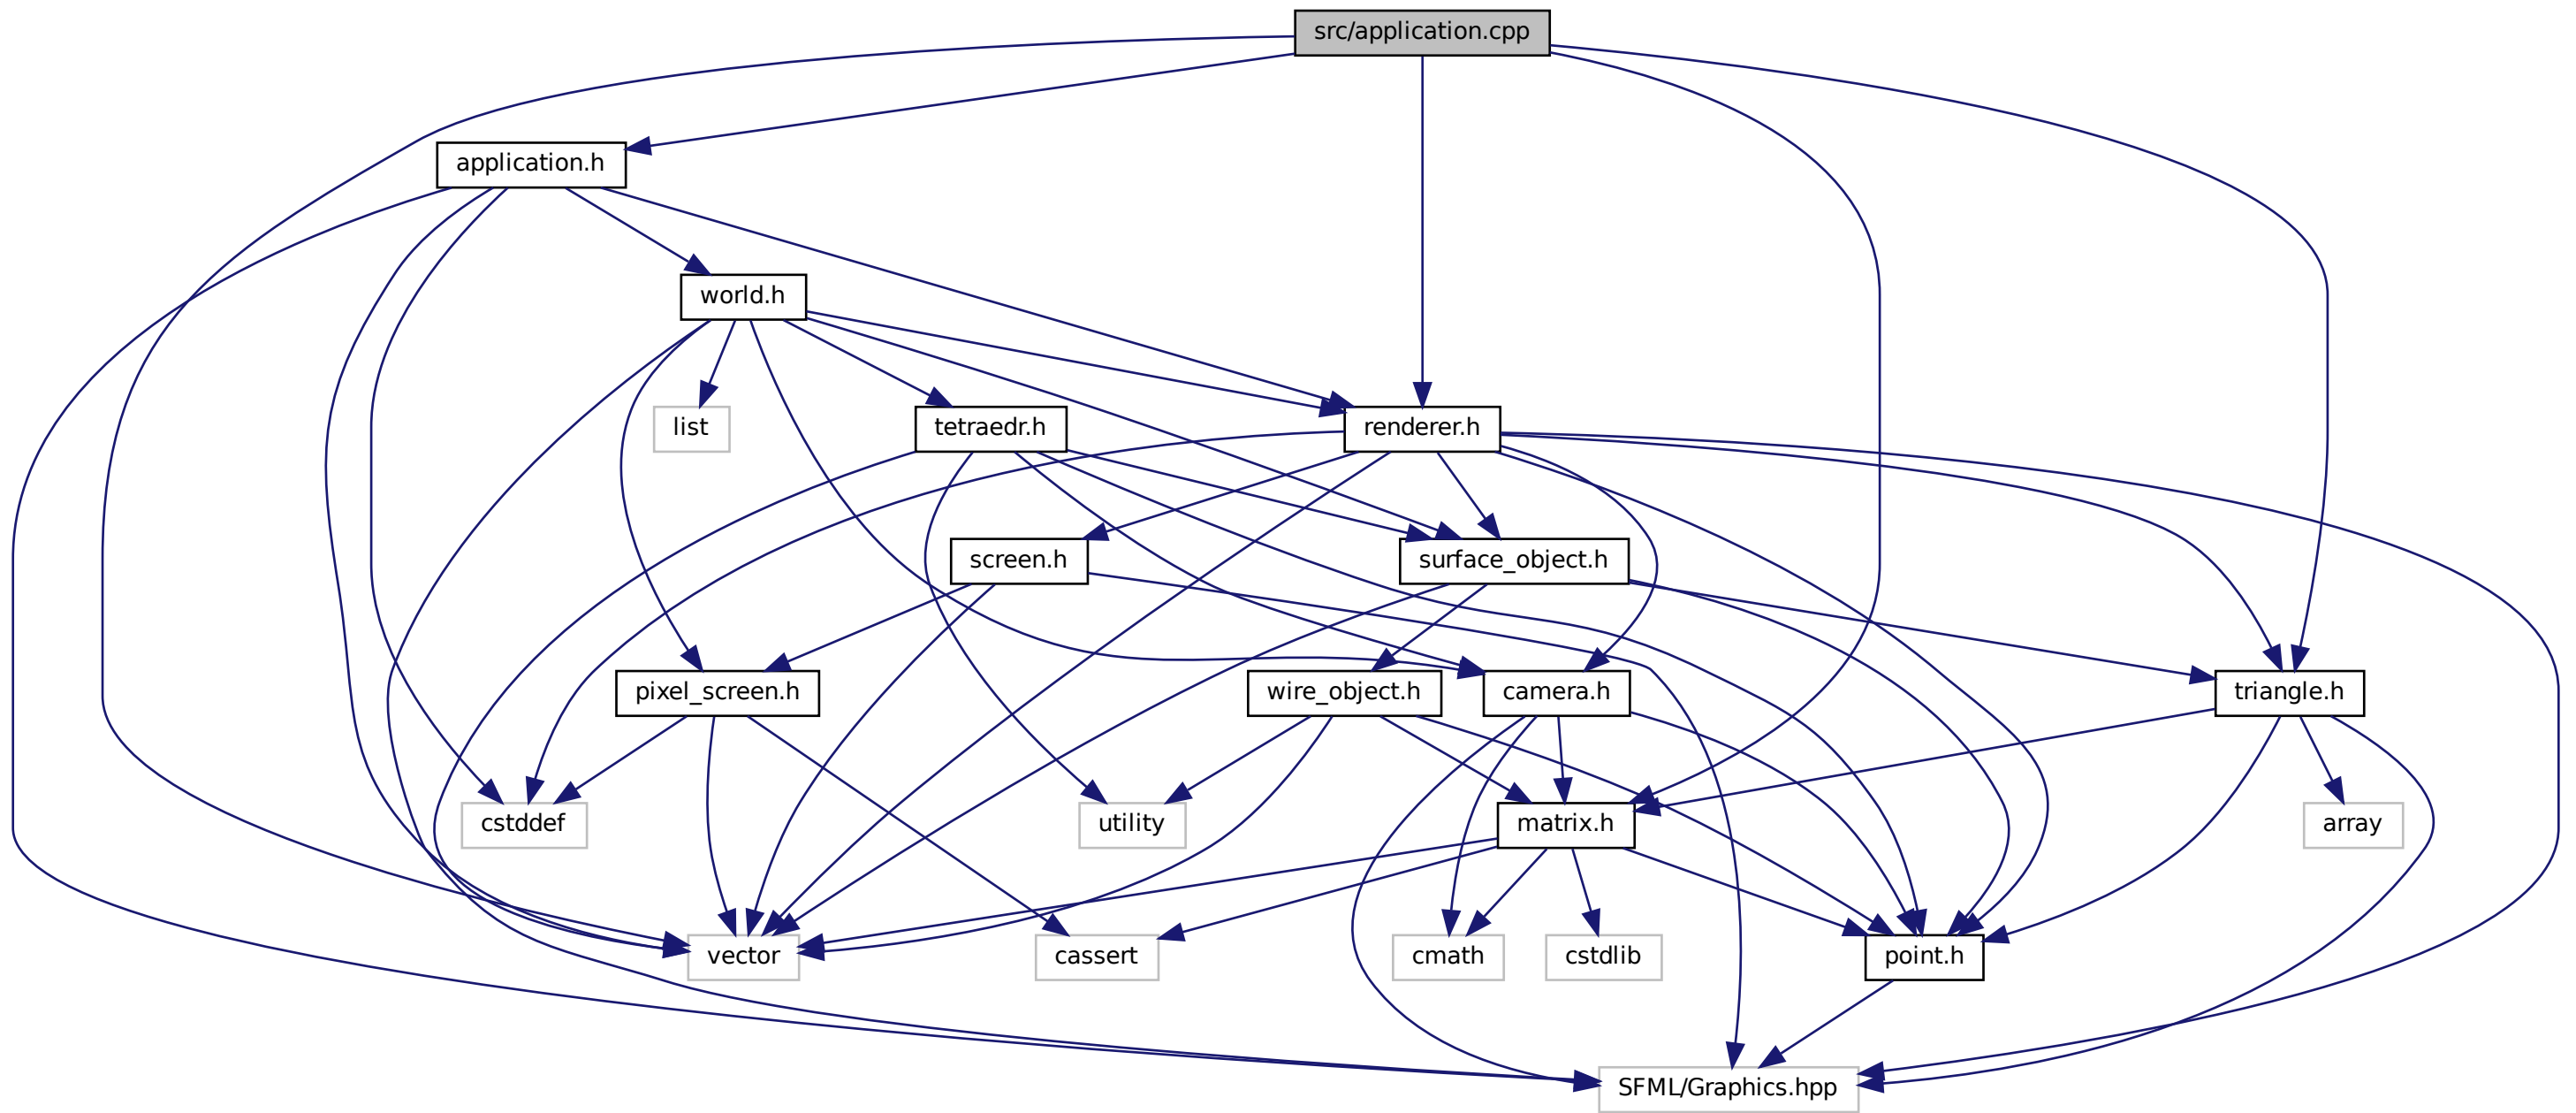 src/application.cpp
application.h
world.h
list
tetraedr.h
renderer.h
screen.h
surface_object.h
pixel_screen.h
wire_object.h
camera.h
triangle.h
cstddef
utility
matrix.h
array
vector
cassert
cmath
cstdlib
point.h
SFML/Graphics.hpp